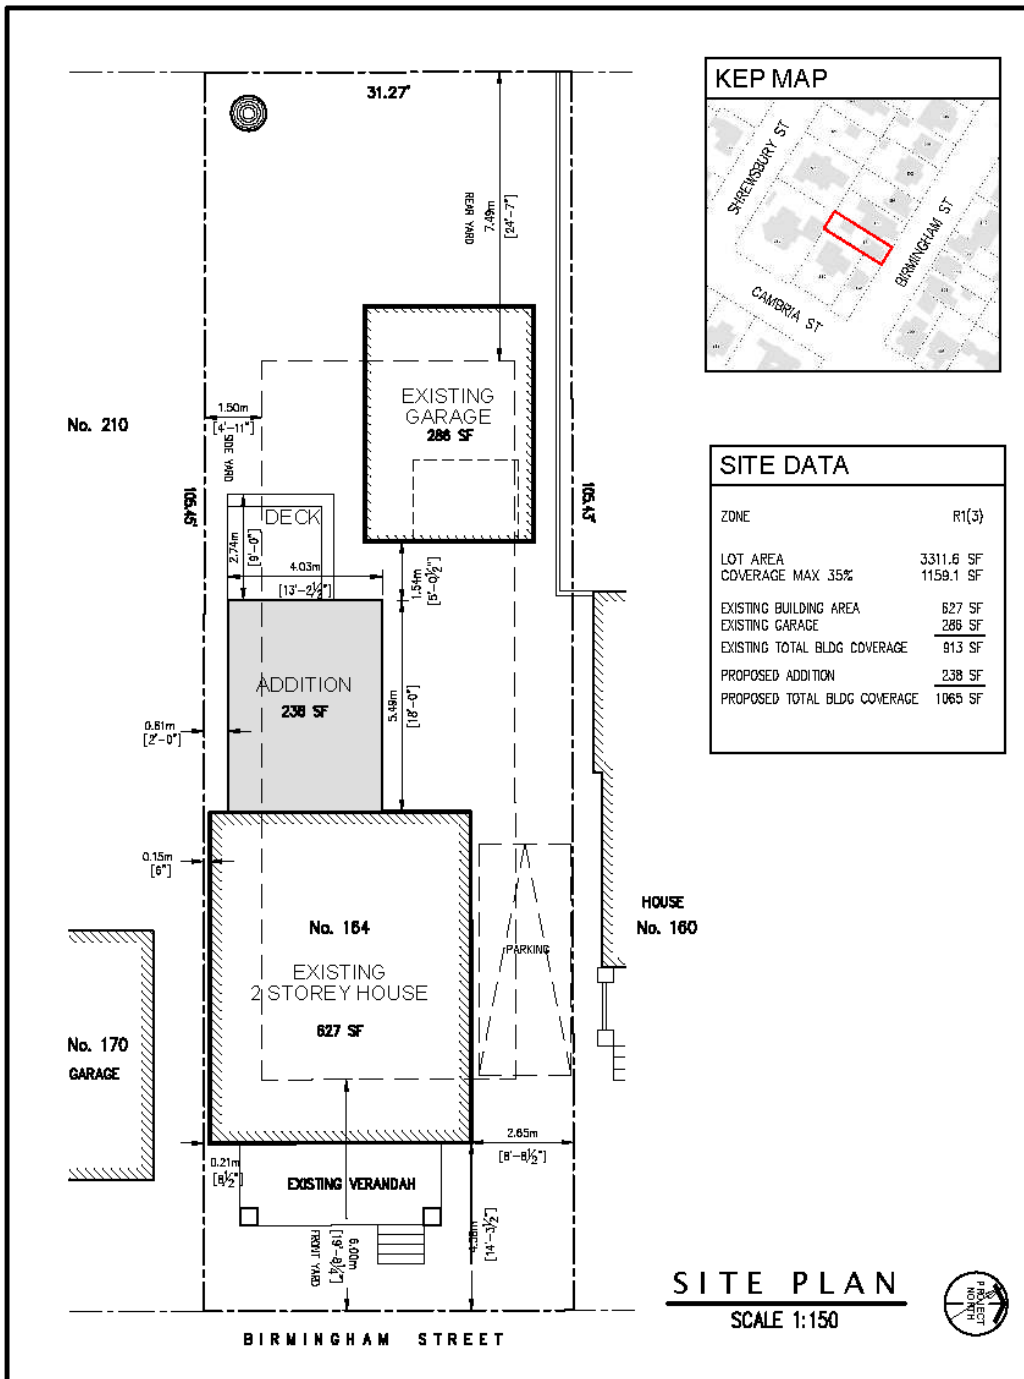 31.27'
REAR YARD
7.49m
[24'-7"]
EXISTING
GARAGE
286 SF
1.50m
[4'-11"]
SIDE YARD
No. 210
105.45'
105.43'
DECK
2.74m
[9'-0"]
4.03m
[13'-2½"]
1.54m
[5'-0½"]
ADDITION
238 SF
5.49m
[18'-0"]
0.61m
[2'-0"]
0.15m
[6"]
No. 164
EXISTING
2 STOREY HOUSE
627 SF
PARKING
HOUSE
No. 160
No. 170
GARAGE
2.65m
[8'-8½"]
0.21m
[8½"]
EXISTING VERANDAH
6.00m
[19'-8¼"]
FRONT YARD
[14'-3½"]
BIRMINGHAM STREET
KEP MAP
SHREWSBURY ST
BIRMINGHAM ST
CAMBRIA ST
SITE DATA
ZONE R1(3)
LOT AREA 3311.6 SF
COVERAGE MAX 35% 1159.1 SF
EXISTING BUILDING AREA 627 SF
EXISTING GARAGE 286 SF
EXISTING TOTAL BLDG COVERAGE 913 SF
PROPOSED ADDITION 238 SF
PROPOSED TOTAL BLDG COVERAGE 1065 SF
SITE PLAN
SCALE 1:150
PROJECT
NORTH